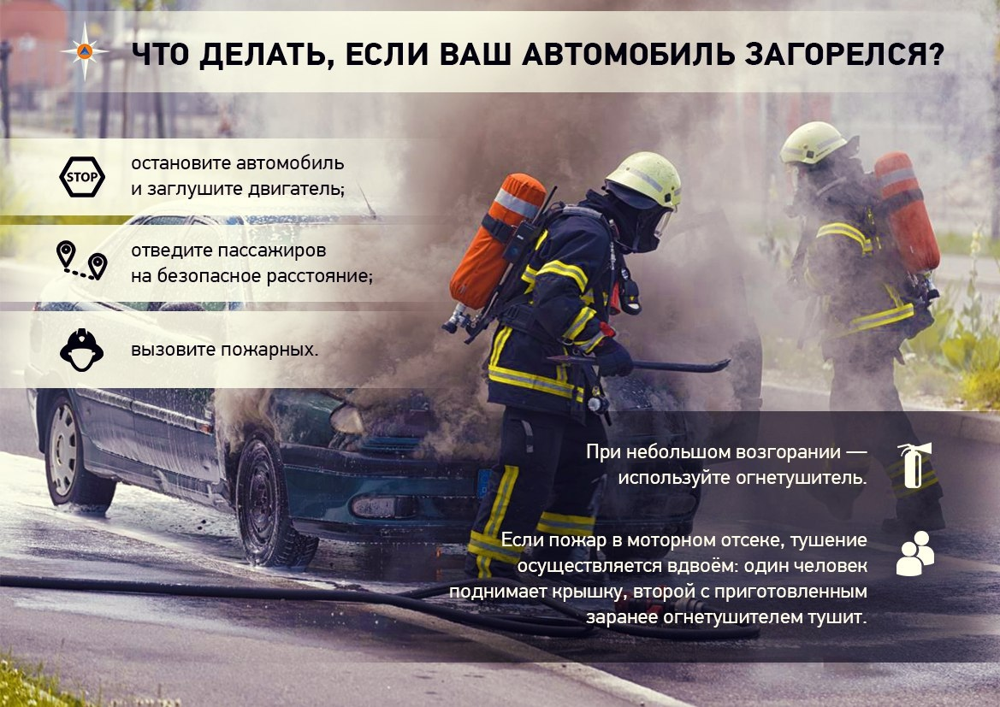 ЧТО ДЕЛАТЬ, ЕСЛИ ВАШ АВТОМОБИЛЬ ЗАГОРЕЛСЯ?
STOP
остановите автомобиль
и заглушите двигатель;
отведите пассажиров
на безопасное расстояние;
вызовите пожарных.
При небольшом возгорании —
используйте огнетушитель.
Если пожар в моторном отсеке, тушение
осуществляется вдвоём: один человек
поднимает крышку, второй с приготовленным
заранее огнетушителем тушит.